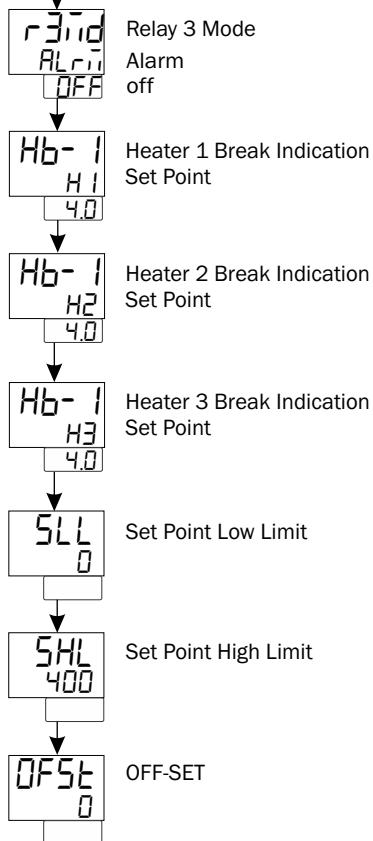 r3md Relay 3 Mode
ALrm Alarm
OFF off
Hb-1 Heater 1 Break Indication
H1 Set Point
4.0
Hb-1 Heater 2 Break Indication
H2 Set Point
4.0
Hb-1 Heater 3 Break Indication
H3 Set Point
4.0
SLL Set Point Low Limit
0
SHL Set Point High Limit
400
OFSt OFF-SET
0